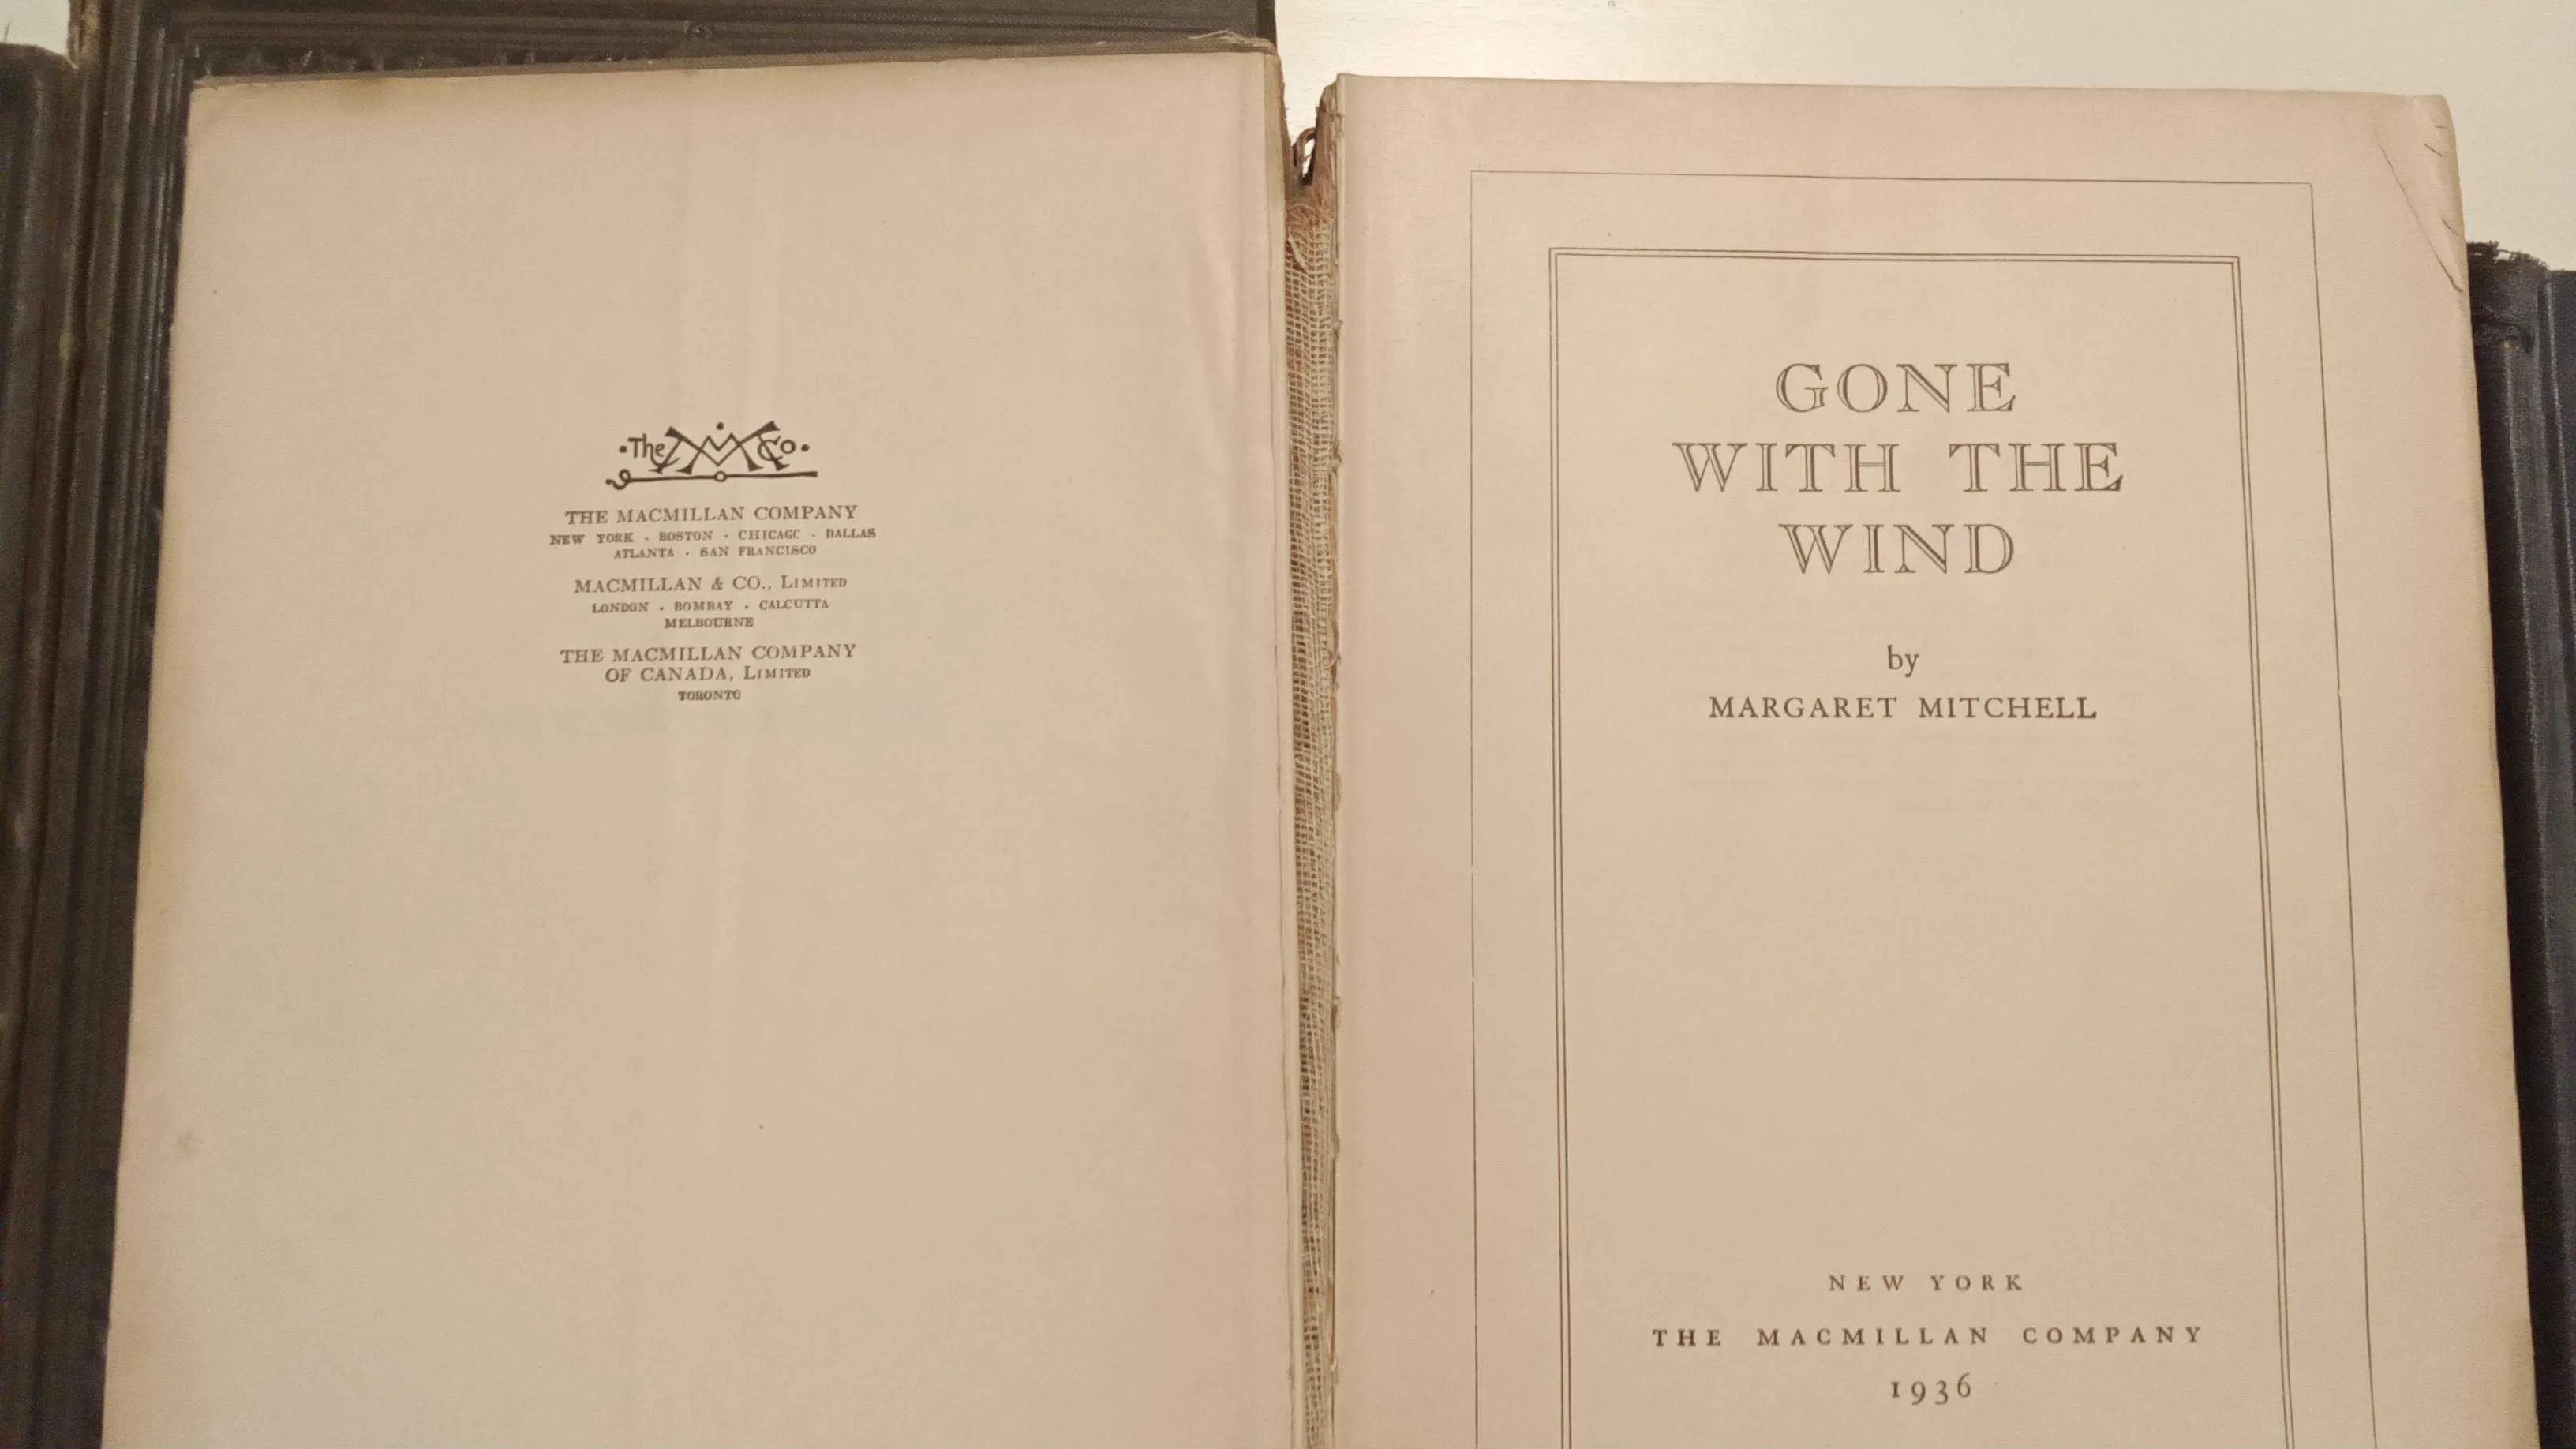 ·The M Co·
THE MACMILLAN COMPANY
NEW YORK · BOSTON · CHICAGO · DALLAS
ATLANTA · SAN FRANCISCO
MACMILLAN & CO., LIMITED
LONDON · BOMBAY · CALCUTTA
MELBOURNE
THE MACMILLAN COMPANY
OF CANADA, LIMITED
TORONTO
GONE
WITH THE
WIND
by
MARGARET MITCHELL
NEW YORK
THE MACMILLAN COMPANY
1936